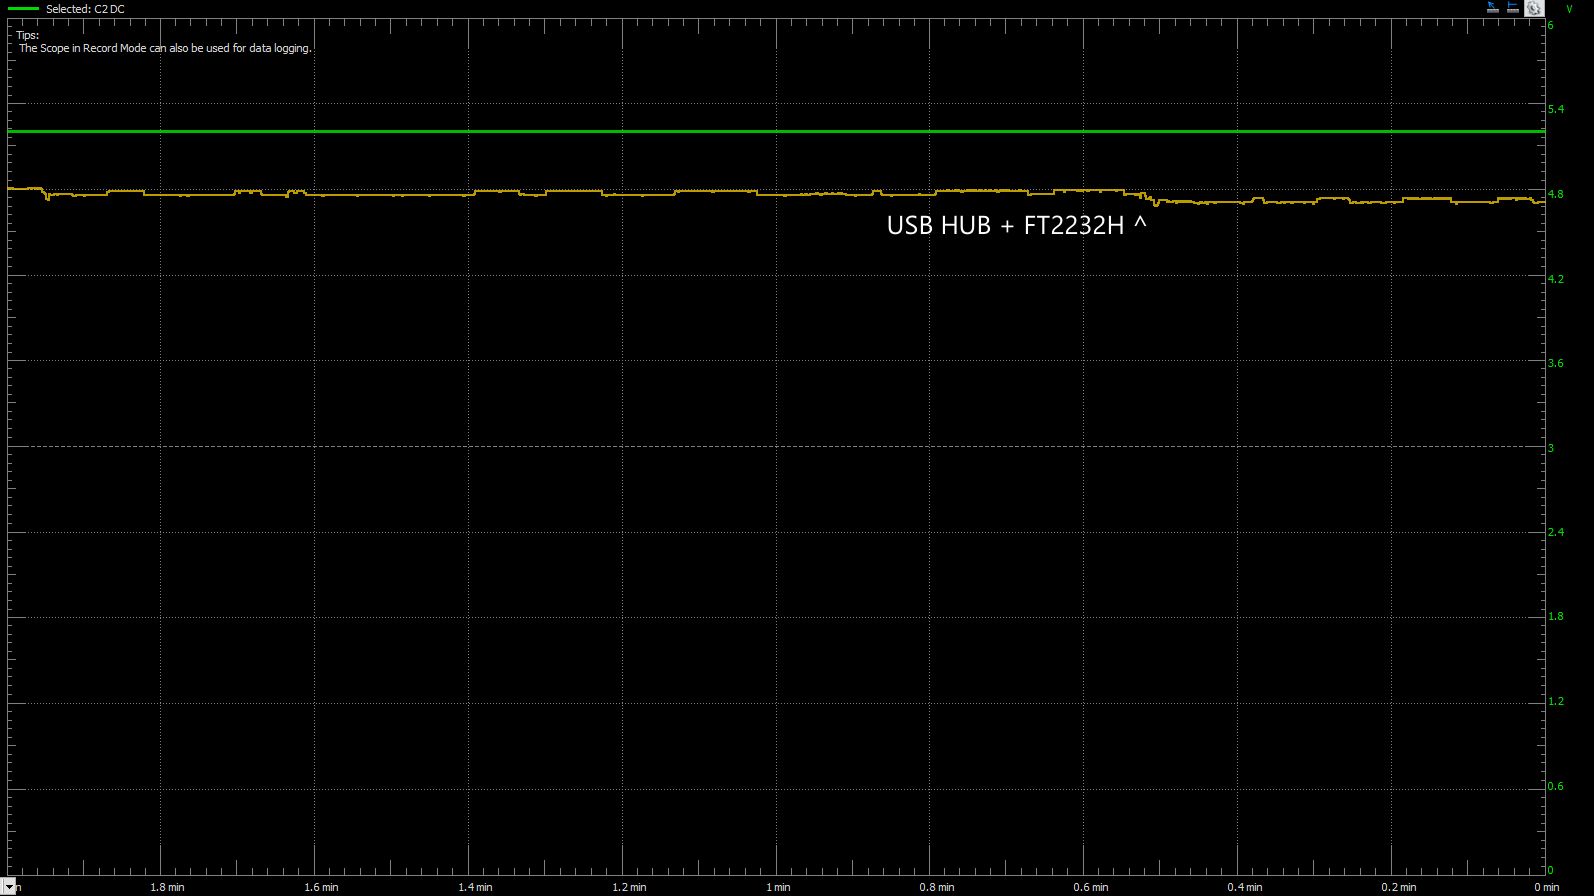 Selected: C2 DC
V
Tips:
The Scope in Record Mode can also be used for data logging.
6
5.4
4.8
USB HUB + FT2232H ^
4.2
3.6
3
2.4
1.8
1.2
0.6
0
1.8 min
1.6 min
1.4 min
1.2 min
1 min
0.8 min
0.6 min
0.4 min
0.2 min
0 min